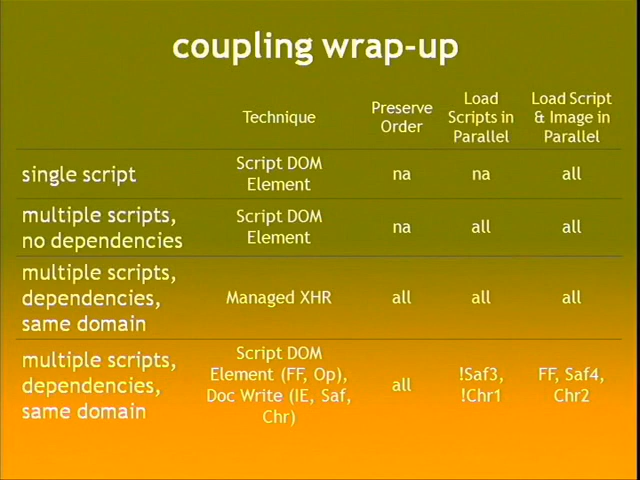 coupling wrap-up
Technique
Preserve
Order
Load
Scripts in
Parallel
Load Script
& Image in
Parallel
single script
Script DOM
Element
na
na
all
multiple scripts,
no dependencies
Script DOM
Element
na
all
all
multiple scripts,
dependencies,
same domain
Managed XHR
all
all
all
multiple scripts,
dependencies,
same domain
Script DOM
Element (FF, Op),
Doc Write (IE, Saf,
Chr)
all
!Saf3,
!Chr1
FF, Saf4,
Chr2